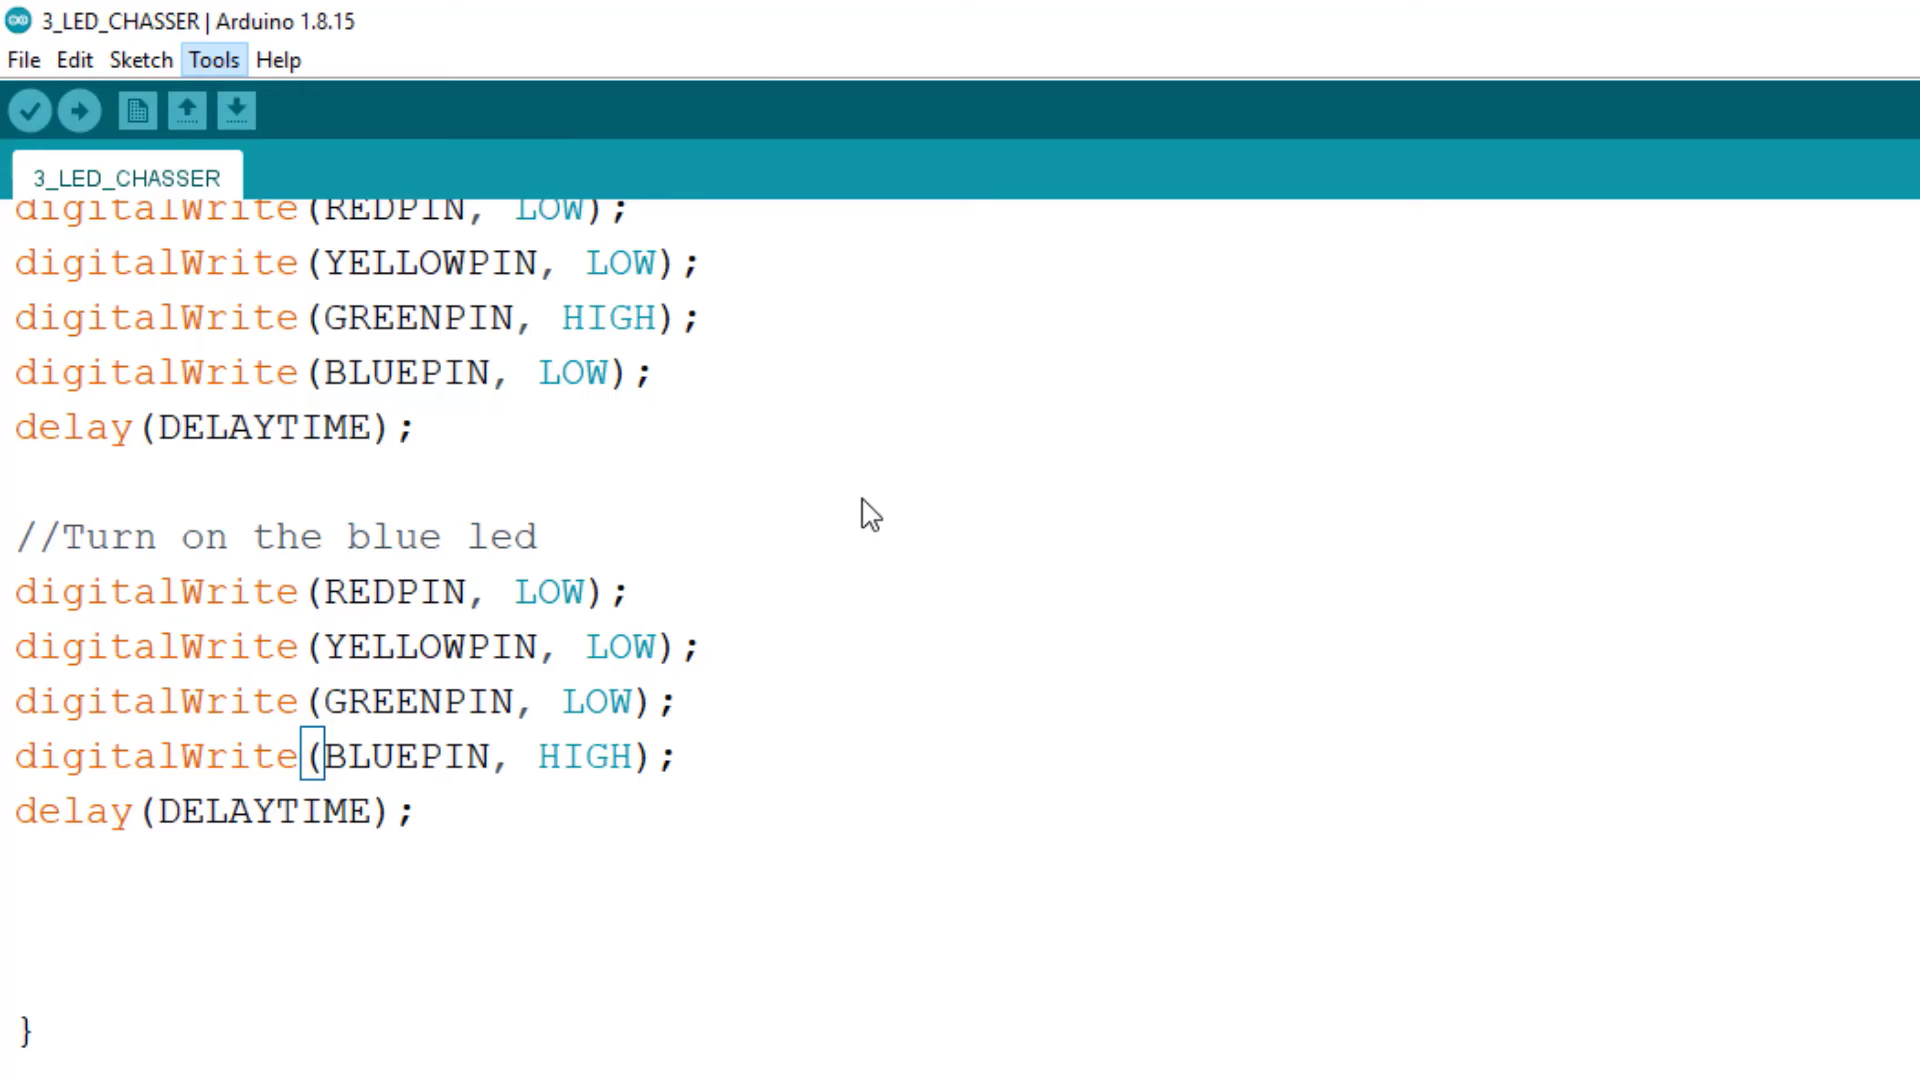 3_LED_CHASSER | Arduino 1.8.15
File Edit Sketch Tools Help
3_LED_CHASSER
digitalWrite(REDPIN, LOW);
digitalWrite(YELLOWPIN, LOW);
digitalWrite(GREENPIN, HIGH);
digitalWrite(BLUEPIN, LOW);
delay(DELAYTIME);
//Turn on the blue led
digitalWrite(REDPIN, LOW);
digitalWrite(YELLOWPIN, LOW);
digitalWrite(GREENPIN, LOW);
digitalWrite(BLUEPIN, HIGH);
delay(DELAYTIME);
}